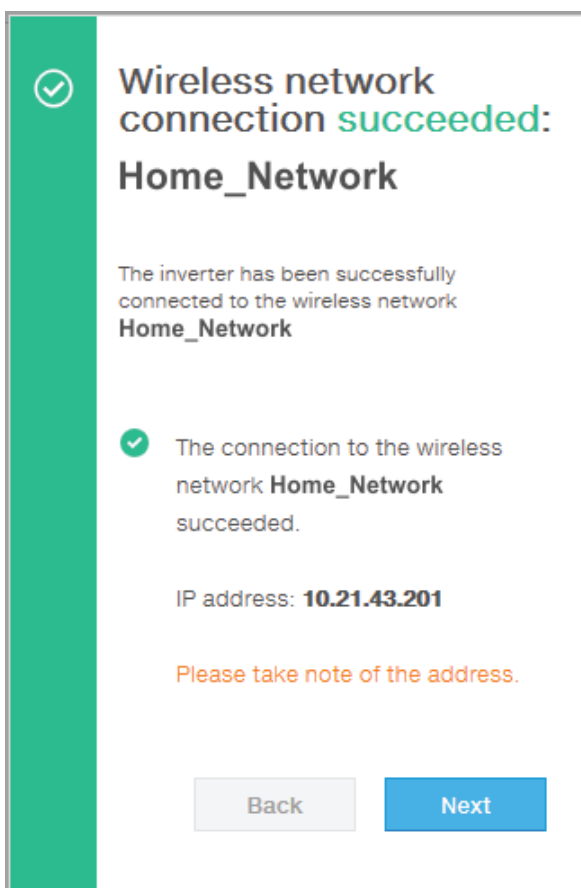 Wireless network
connection succeeded:
Home_Network
The inverter has been successfully
connected to the wireless network
Home_Network
The connection to the wireless
network Home_Network
succeeded.
IP address: 10.21.43.201
Please take note of the address.
Back
Next